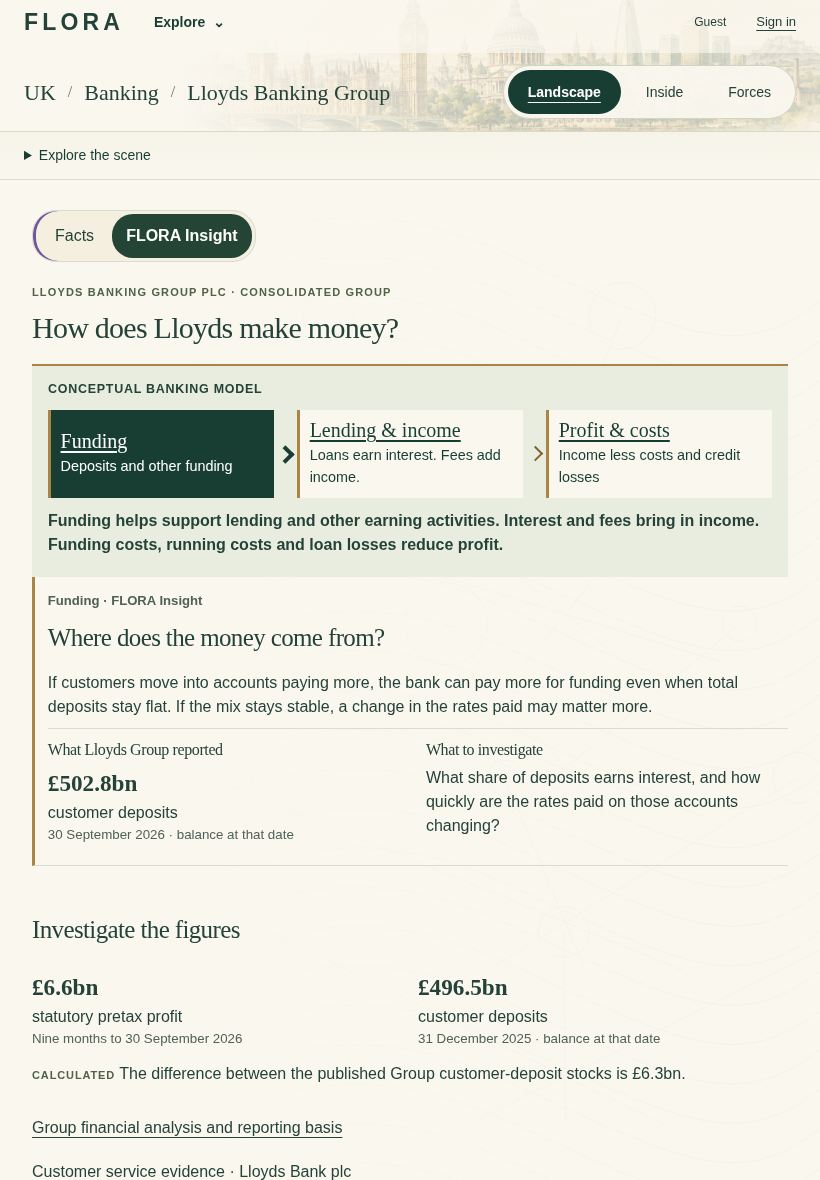 FLORA
Explore
Guest
Sign in
UK / Banking / Lloyds Banking Group
Landscape
Inside
Forces
Explore the scene
Facts
FLORA Insight
LLOYDS BANKING GROUP PLC · CONSOLIDATED GROUP
How does Lloyds make money?
CONCEPTUAL BANKING MODEL
Funding
Deposits and other funding
Lending & income
Loans earn interest. Fees add
income.
Profit & costs
Income less costs and credit
losses
Funding helps support lending and other earning activities. Interest and fees bring in income.
Funding costs, running costs and loan losses reduce profit.
Funding · FLORA Insight
Where does the money come from?
If customers move into accounts paying more, the bank can pay more for funding even when total
deposits stay flat. If the mix stays stable, a change in the rates paid may matter more.
What Lloyds Group reported
£502.8bn
customer deposits
30 September 2026 · balance at that date
What to investigate
What share of deposits earns interest, and how
quickly are the rates paid on those accounts
changing?
Investigate the figures
£6.6bn
statutory pretax profit
Nine months to 30 September 2026
£496.5bn
customer deposits
31 December 2025 · balance at that date
CALCULATED The difference between the published Group customer-deposit stocks is £6.3bn.
Group financial analysis and reporting basis
Customer service evidence · Lloyds Bank plc